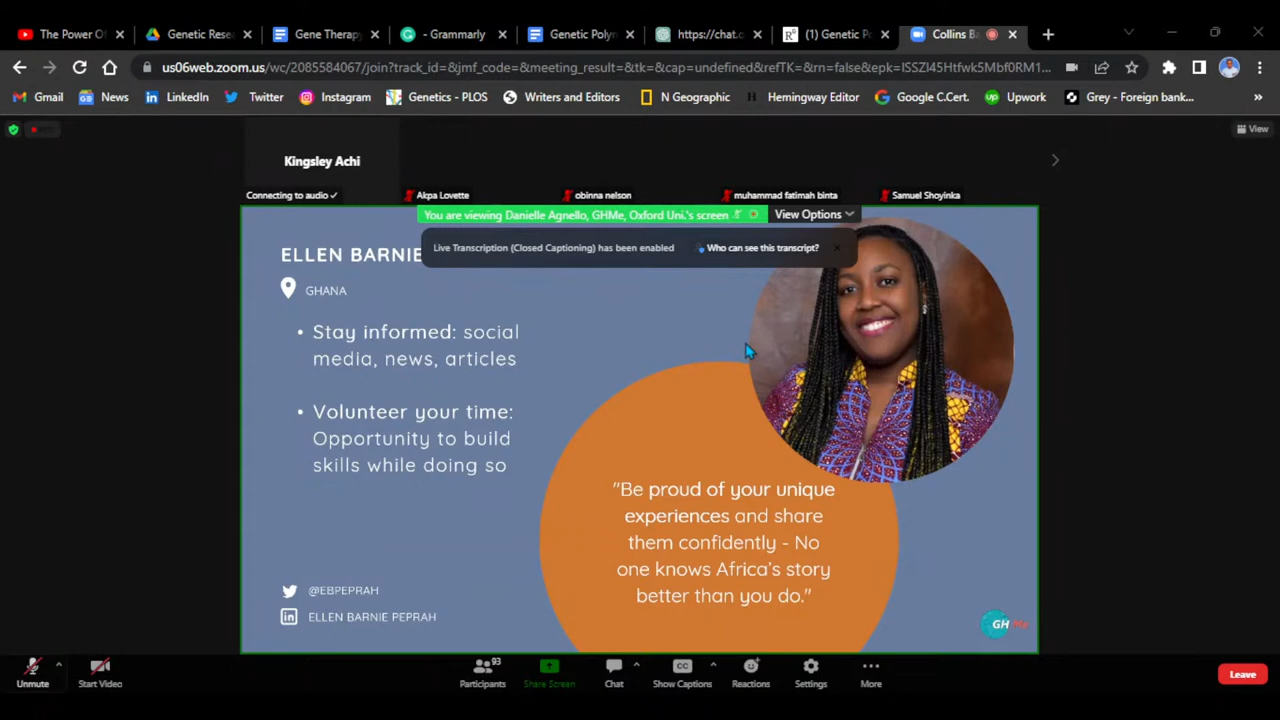 The Power Of
Genetic Resea
Gene Therapy
- Grammarly
Genetic Polyn
https://chat.o
(1) Genetic Po
Collins Ba
us06web.zoom.us/wc/2085584067/join?track_id=&jmf_code=&meeting_result=&tk=&cap=undefined&refTK=&rn=false&epk=ISSZI45Htfwk5Mbf0RM1...
Gmail
News
LinkedIn
Twitter
Instagram
Genetics - PLOS
Writers and Editors
N Geographic
Hemingway Editor
Google C.Cert.
Upwork
Grey - Foreign bank...
»
View
Kingsley Achi
Connecting to audio
Akpa Lovette
obinna nelson
muhammad fatimah binta
Samuel Shoyinka
You are viewing Danielle Agnello, GHMe, Oxford Uni.'s screen
View Options
Live Transcription (Closed Captioning) has been enabled
Who can see this transcript?
ELLEN BARNIE
GHANA
• Stay informed: social
media, news, articles
• Volunteer your time:
Opportunity to build
skills while doing so
"Be proud of your unique
experiences and share
them confidently - No
one knows Africa's story
better than you do."
@EBPEPRAH
ELLEN BARNIE PEPRAH
GHMe
93
Unmute
Start Video
Participants
Share Screen
Chat
CC
Show Captions
Reactions
Settings
More
Leave